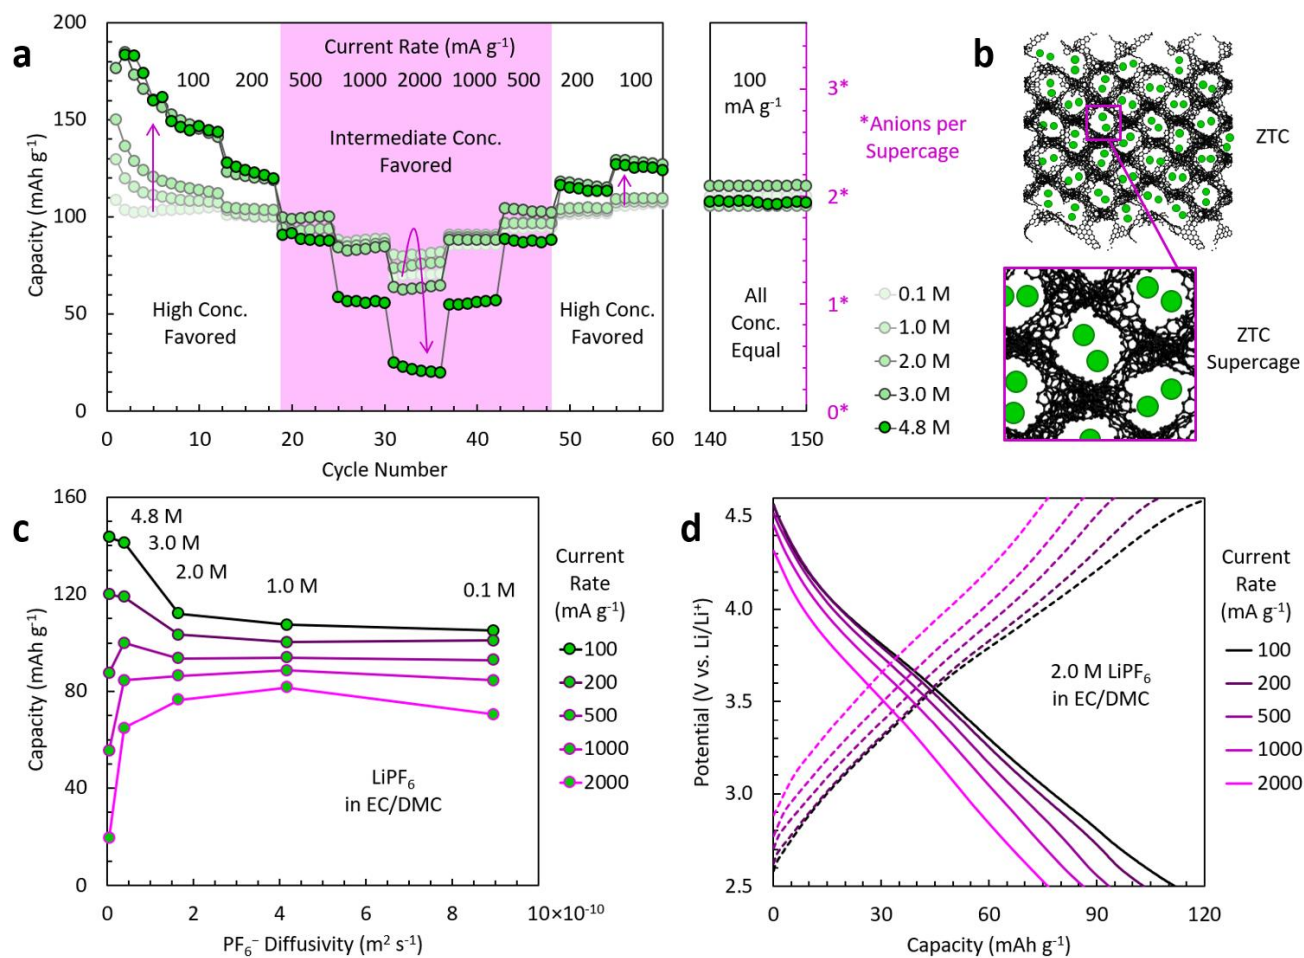 a
200
150
100
50
0
Capacity (mAh g⁻¹)
Current Rate (mA g⁻¹)
100 200 500 1000 2000 1000 500 200 100
Intermediate Conc.
Favored
High Conc.
Favored
High Conc.
Favored
0 10 20 30 40 50 60
Cycle Number
100
mA g⁻¹
All
Conc.
Equal
140 150
3*
2*
1*
0*
*Anions per
Supercage
0.1 M
1.0 M
2.0 M
3.0 M
4.8 M
b
ZTC
ZTC
Supercage
c
160
120
80
40
0
Capacity (mAh g⁻¹)
4.8 M
3.0 M
2.0 M
1.0 M
0.1 M
LiPF₆
in EC/DMC
0 2 4 6 8 10×10⁻¹⁰
PF₆⁻ Diffusivity (m² s⁻¹)
Current
Rate
(mA g⁻¹)
100
200
500
1000
2000
d
4.5
4.0
3.5
3.0
2.5
Potential (V vs. Li/Li⁺)
2.0 M LiPF₆
in EC/DMC
0 30 60 90 120
Capacity (mAh g⁻¹)
Current
Rate
(mA g⁻¹)
100
200
500
1000
2000